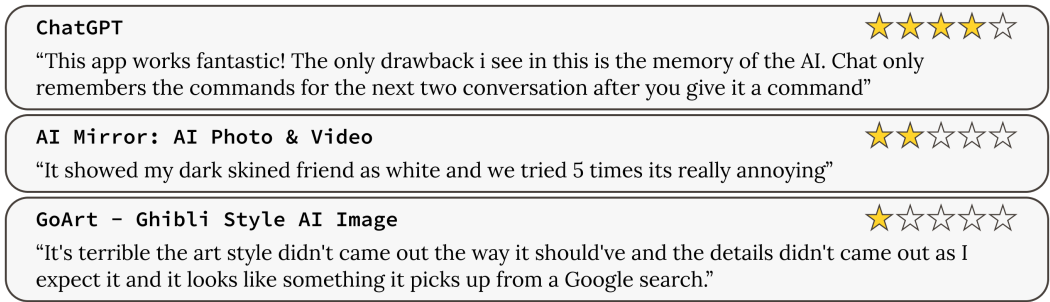 ChatGPT
“This app works fantastic! The only drawback i see in this is the memory of the AI. Chat only
remembers the commands for the next two conversation after you give it a command”
AI Mirror: AI Photo & Video
“It showed my dark skined friend as white and we tried 5 times its really annoying”
GoArt - Ghibli Style AI Image
“It's terrible the art style didn't came out the way it should've and the details didn't came out as I
expect it and it looks like something it picks up from a Google search.”